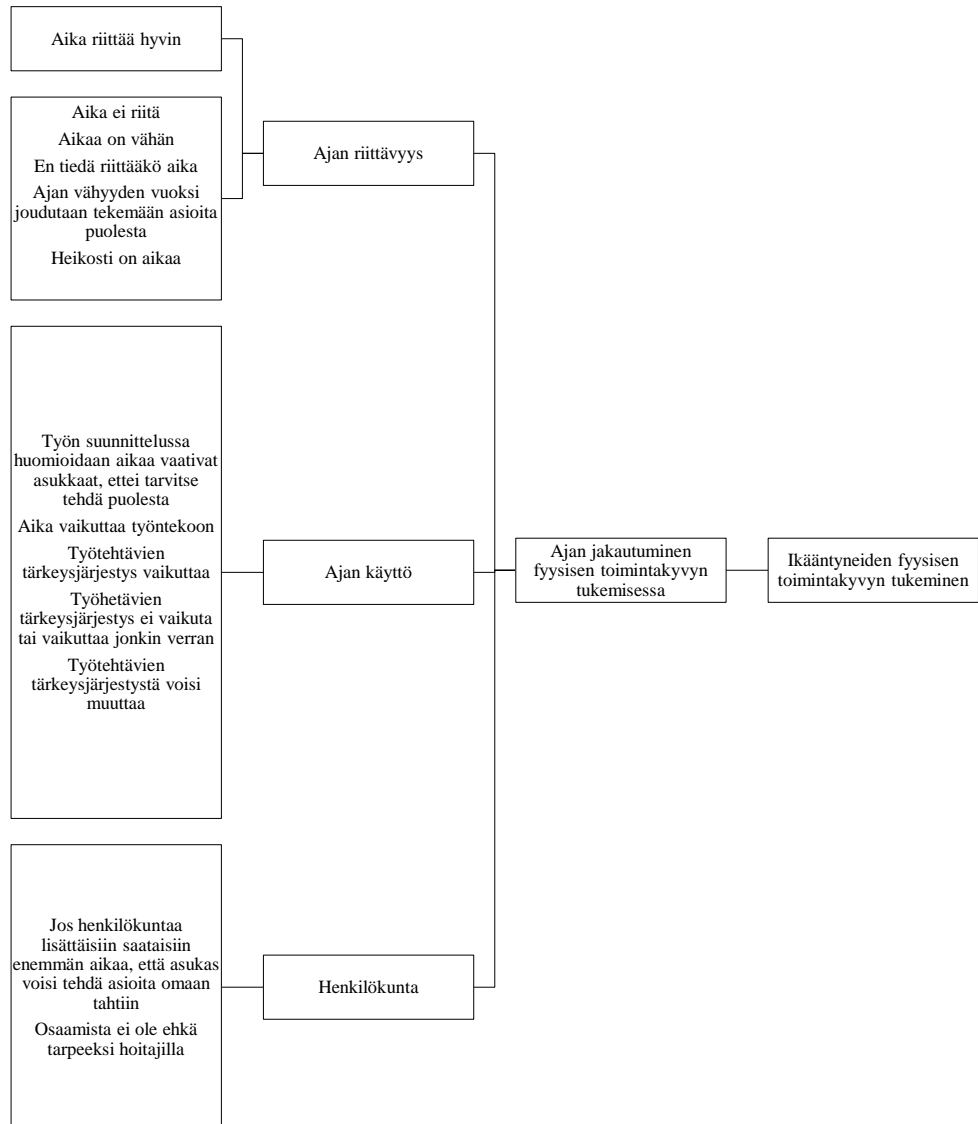 Aika riittää hyvin
Aika ei riitä
Aikaa on vähän
En tiedä riittääkö aika
Ajan vähyyden vuoksi
joudutaan tekemään asioita
puolesta
Heikosti on aikaa
Ajan riittävyys
Työn suunnittelussa
huomioidaan aikaa vaativat
asukkaat, ettei tarvitse
tehdä puolesta
Aika vaikuttaa työntekoon
Työtehtävien
tärkeysjärjestys vaikuttaa
Työhetävien
tärkeysjärjestys ei vaikuta
tai vaikuttaa jonkin verran
Työtehtävien
tärkeysjärjestystä voisi
muuttaa
Ajan käyttö
Ajan jakautuminen
fyysisen toimintakyvyn
tukemisessa
Ikääntyneiden fyysisen
toimintakyvyn tukeminen
Jos henkilökuntaa
lisättäisiin saataisiin
enemmän aikaa, että asukas
voisi tehdä asioita omaan
tahtiin
Osaamista ei ole ehkä
tarpeeksi hoitajilla
Henkilökunta